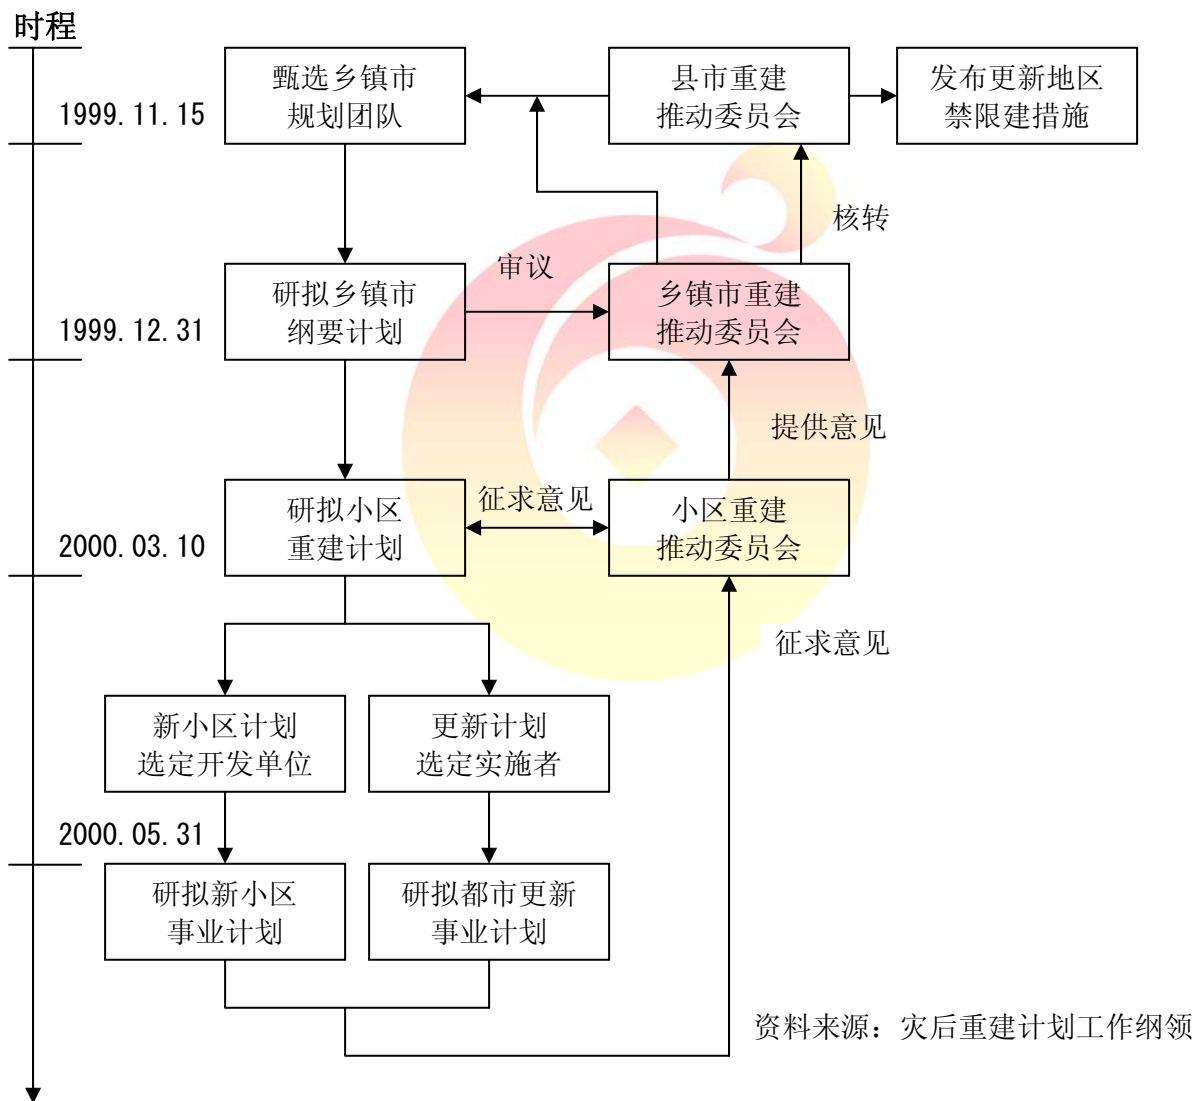 时程
甄选乡镇市
规划团队
县市重建
推动委员会
发布更新地区
禁限建措施
1999.11.15
核转
审议
研拟乡镇市
纲要计划
乡镇市重建
推动委员会
1999.12.31
提供意见
研拟小区
重建计划
征求意见
小区重建
推动委员会
2000.03.10
征求意见
新小区计划
选定开发单位
更新计划
选定实施者
2000.05.31
研拟新小区
事业计划
研拟都市更新
事业计划
资料来源：灾后重建计划工作纲领